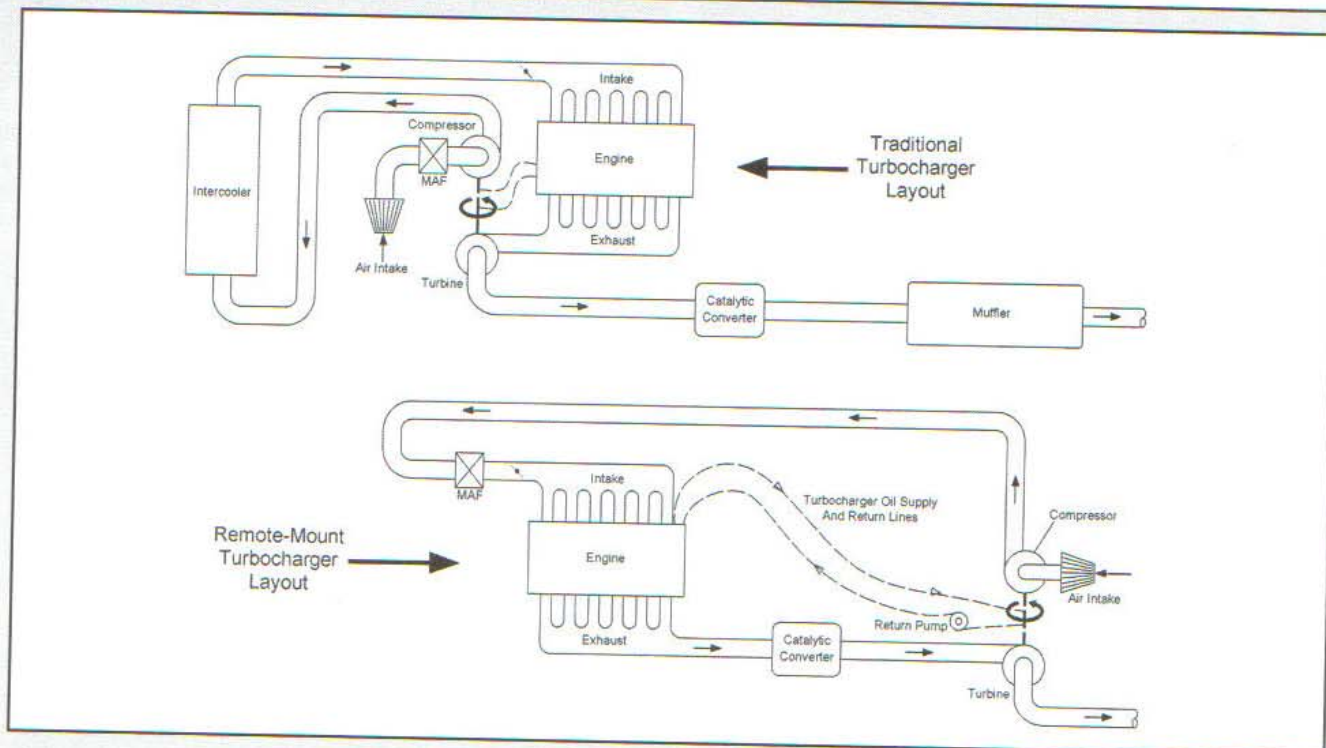 Intake
Compressor
MAF
Engine
Intercooler
Air Intake
Exhaust
Turbine
Catalytic
Converter
Muffler
Traditional
Turbocharger
Layout
Intake
MAF
Turbocharger Oil Supply
And Return Lines
Compressor
Remote-Mount
Turbocharger
Layout
Engine
Air Intake
Return Pump
Exhaust
Catalytic
Converter
Turbine